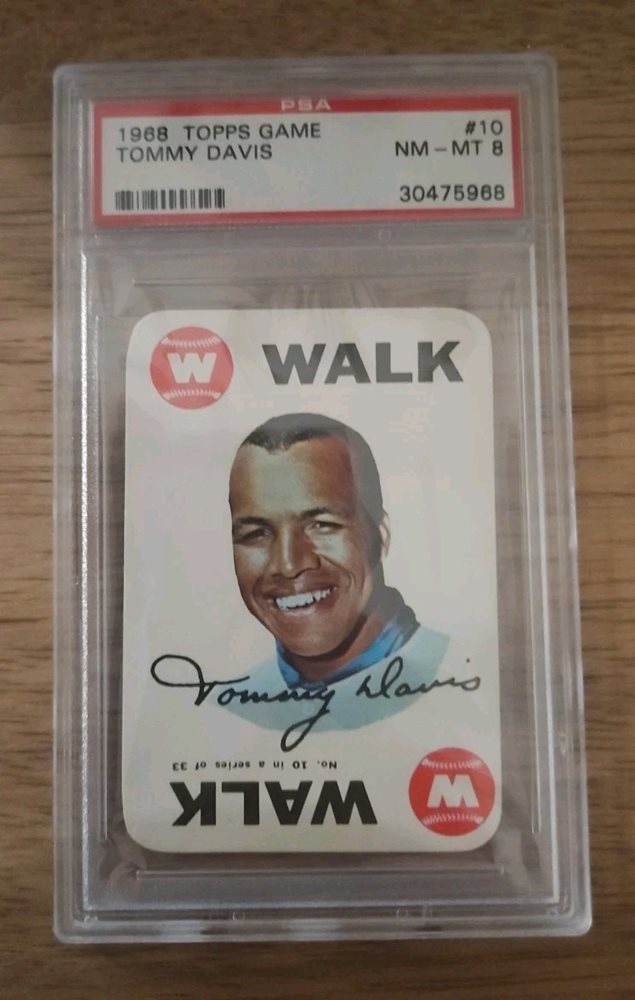 PSA
1968 TOPPS GAME #10
TOMMY DAVIS NM - MT 8
30475968
W WALK
Tommy Davis
No. 10 in a series of 33
WALK W